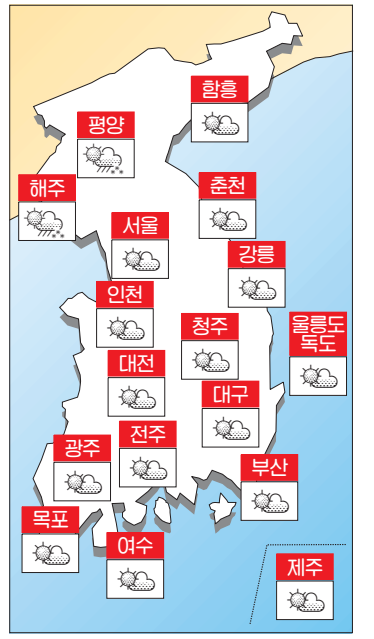 함흥
평양
해주
춘천
서울
강릉
인천
청주
울릉도
독도
대전
대구
전주
광주
부산
목포
여수
제주